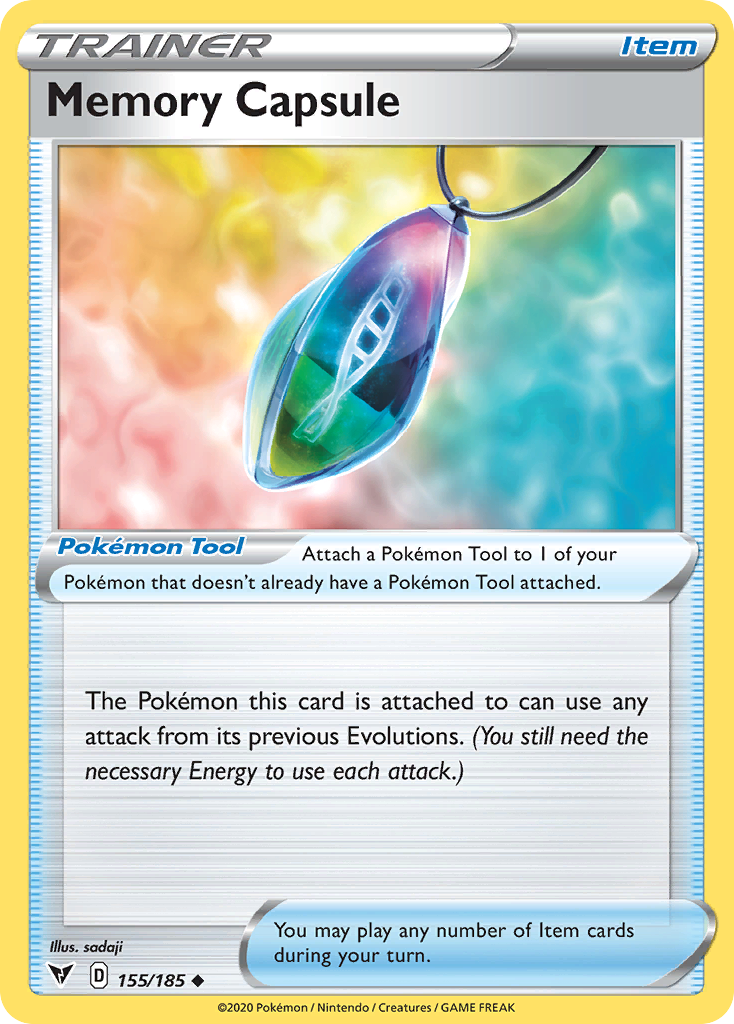 TRAINER
Item
Memory Capsule
Pokémon Tool
Attach a Pokémon Tool to 1 of your
Pokémon that doesn't already have a Pokémon Tool attached.
The Pokémon this card is attached to can use any
attack from its previous Evolutions. (You still need the
necessary Energy to use each attack.)
You may play any number of Item cards
during your turn.
Illus. sadaji
D 155/185
©2020 Pokémon / Nintendo / Creatures / GAME FREAK